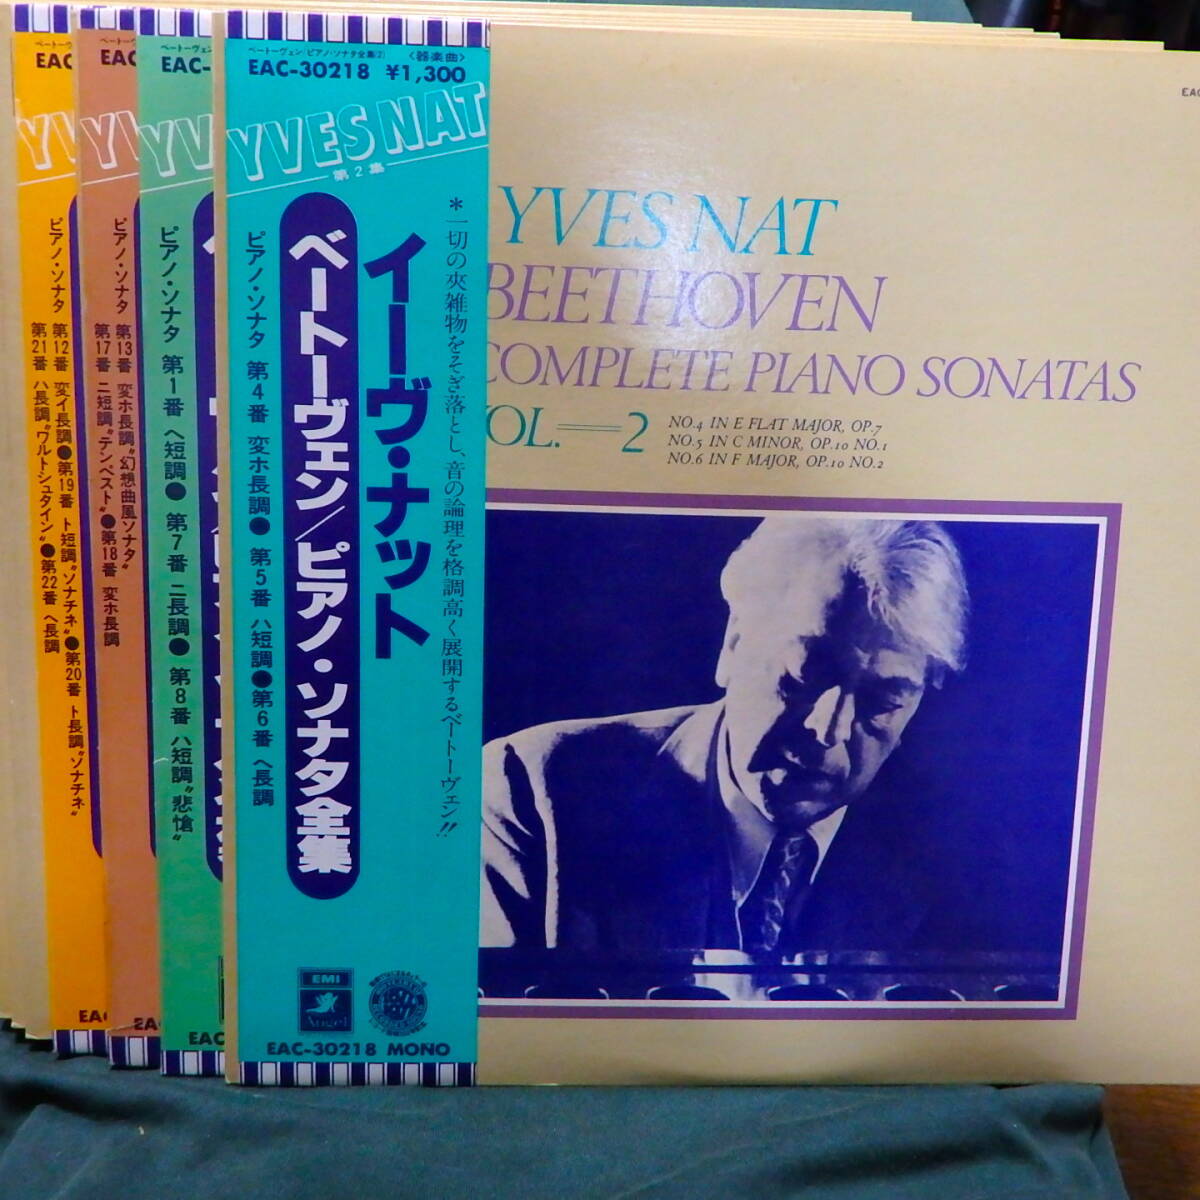 EAC
YV
ピアノ・ソナタ
第12番 変イ長調●第19番 ト短調"ソナチネ"●第20番 ト長調"ソナチネ"
第21番 ハ長調"ワルトシュタイン"●第22番 ヘ長調
EA
EAC
YV
ピアノ・ソナタ
第13番 変ホ長調"幻想曲風ソナタ"
第17番 ニ短調"テンペスト"●第18番 変ホ長調
EAC
EAC-
YV
ピアノ・ソナタ 第1番 ヘ短調● 第7番 ニ長調● 第8番 ハ短調"悲愴"
EAC-
ベートーヴェン/ピアノ・ソナタ全集(2) 〈器楽曲〉
EAC-30218 ¥1,300
YVES NAT
第2集
*一切の夾雑物をそぎ落とし、音の論理を格調高く展開するベートーヴェン!!
イーヴ・ナット
ベートーヴェン/ピアノ・ソナタ全集
ピアノ・ソナタ 第4番 変ホ長調● 第5番 ハ短調●第6番 ヘ長調
EMI
Angel
EAC-30218 MONO
EAC
YVES NAT
BEETHOVEN
COMPLETE PIANO SONATAS
VOL.=2
NO.4 IN E FLAT MAJOR, OP.7
NO.5 IN C MINOR, OP.10 NO.1
NO.6 IN F MAJOR, OP.10 NO.2